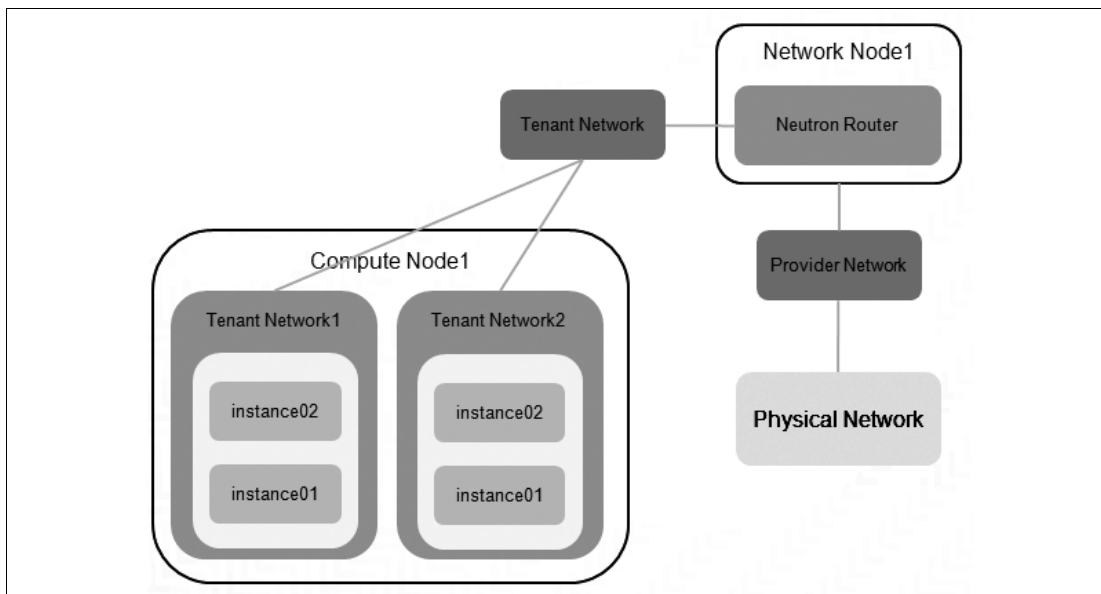 Network Node1
Tenant Network
Neutron Router
Compute Node1
Provider Network
Tenant Network1
Tenant Network2
instance02
instance02
Physical Network
instance01
instance01